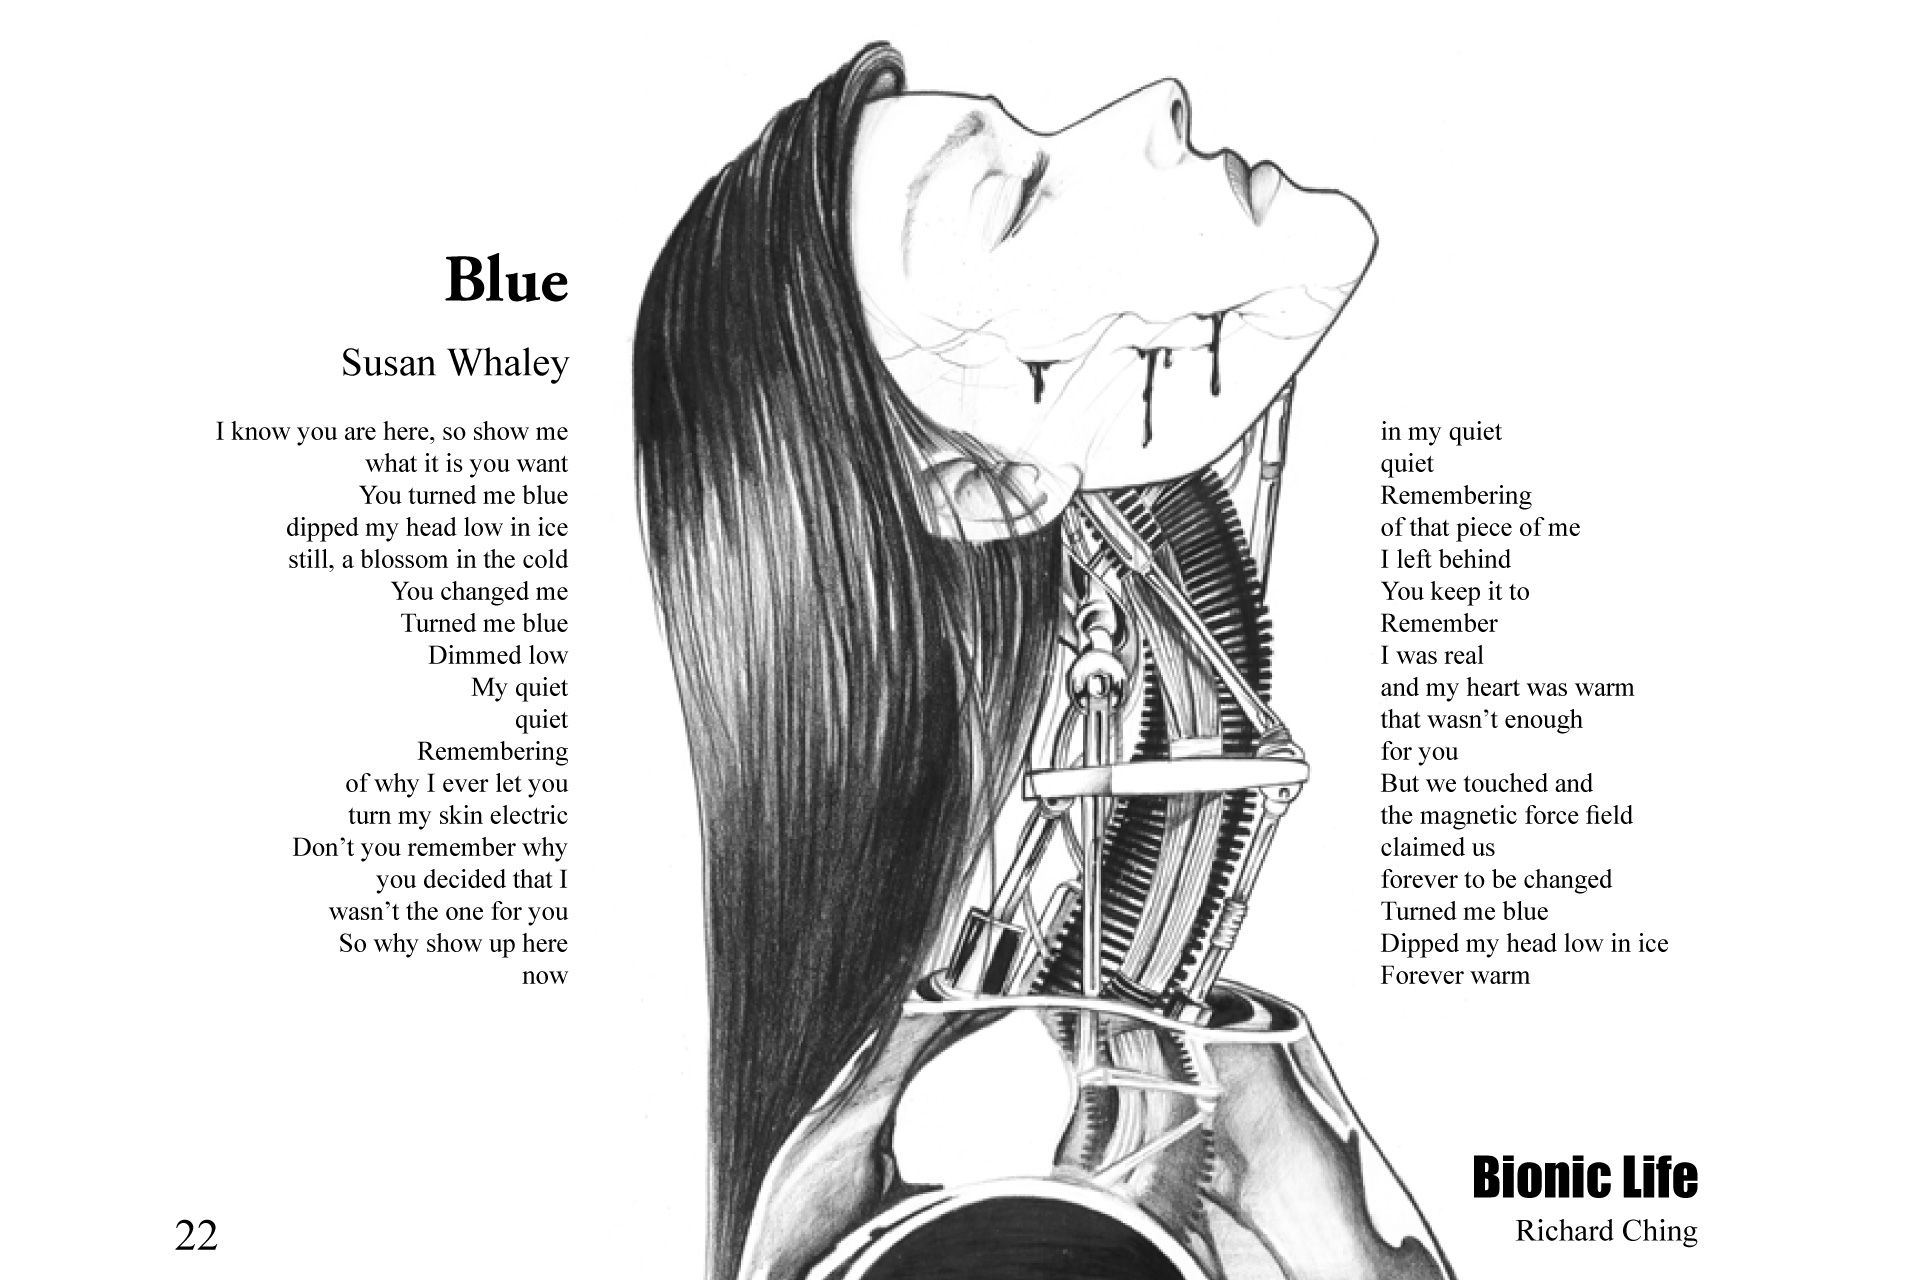 Blue
Susan Whaley
I know you are here, so show me
what it is you want
You turned me blue
dipped my head low in ice
still, a blossom in the cold
You changed me
Turned me blue
Dimmed low
My quiet
quiet
Remembering
of why I ever let you
turn my skin electric
Don’t you remember why
you decided that I
wasn’t the one for you
So why show up here
now
in my quiet
quiet
Remembering
of that piece of me
I left behind
You keep it to
Remember
I was real
and my heart was warm
that wasn’t enough
for you
But we touched and
the magnetic force field
claimed us
forever to be changed
Turned me blue
Dipped my head low in ice
Forever warm
Bionic Life
Richard Ching
22